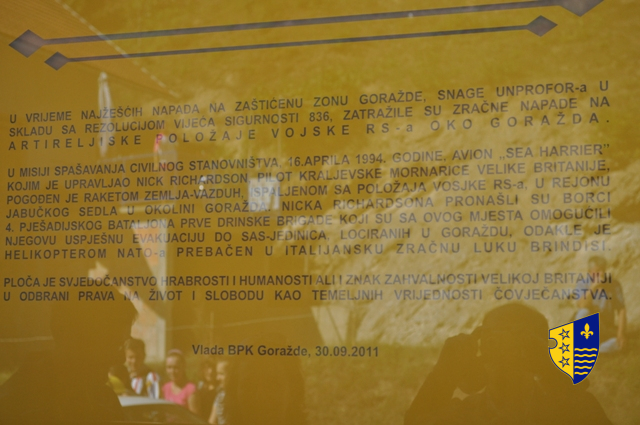 U VRIJEME NAJŽEŠĆIH NAPADA NA ZAŠTIĆENU ZONU GORAŽDE, SNAGE UNPROFOR-a U
SKLADU SA REZOLUCIJOM VIJEĆA SIGURNOSTI 836, ZATRAŽILE SU ZRAČNE NAPADE NA
ARTIRELJISKE POLOŽAJE VOJSKE RS-a OKO GORAŽDA.
U MISIJI SPAŠAVANJA CIVILNOG STANOVNIŠTVA, 16.APRILA 1994. GODINE, AVION „SEA HARRIER"
KOJIM JE UPRAVLJAO NICK RICHARDSON, PILOT KRALJEVSKE MORNARICE VELIKE BRITANIJE,
POGOĐEN JE RAKETOM ZEMLJA-VAZDUH, ISPALJENOM SA POLOŽAJA VOSJKE RS-a, U REJONU
JABUČKOG SEDLA U OKOLINI GORAŽDA. NICKA RICHARDSONA PRONAŠLI SU BORCI
4. PJEŠADIJSKOG BATALJONA PRVE DRINSKE BRIGADE KOJI SU SA OVOG MJESTA OMOGUĆILI
NJEGOVU USPJEŠNU EVAKUACIJU DO SAS-JEDINICA, LOCIRANIH U GORAŽDU, ODAKLE JE
HELIKOPTEROM NATO-a PREBAČEN U ITALIJANSKU ZRAČNU LUKU BRINDISI.
PLOČA JE SVJEDOČANSTVO HRABROSTI I HUMANOSTI ALI I ZNAK ZAHVALNOSTI VELIKOJ BRITANIJI
U ODBRANI PRAVA NA ŽIVOT I SLOBODU KAO TEMELJNIH VRIJEDNOSTI ČOVJEČANSTVA.
Vlada BPK Goražde, 30.09.2011